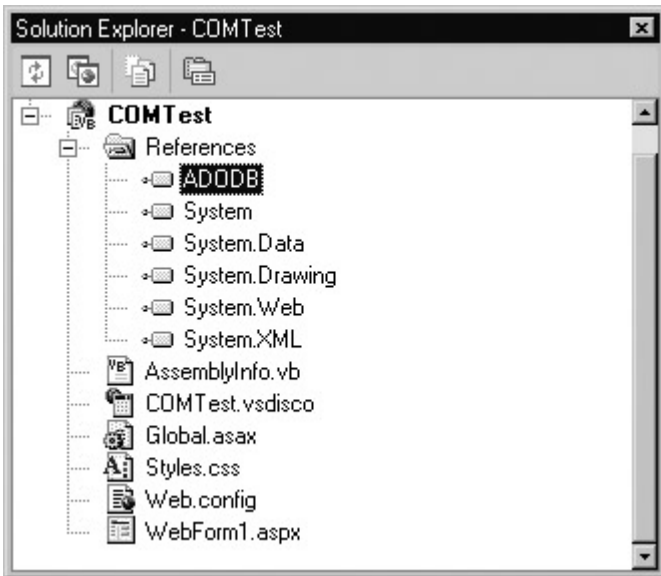 Solution Explorer - COMTest
COMTest
References
ADODB
System
System.Data
System.Drawing
System.Web
System.XML
AssemblyInfo.vb
COMTest.vsdisco
Global.asax
Styles.css
Web.config
WebForm1.aspx